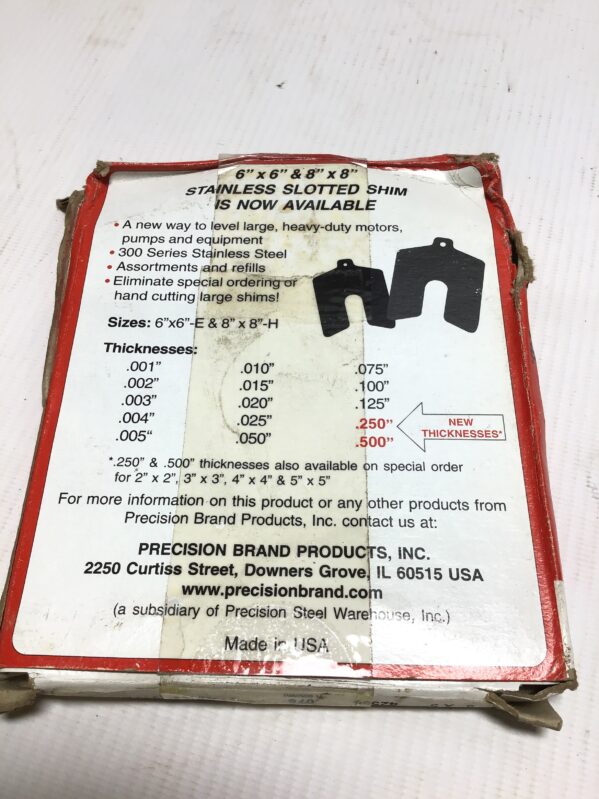 6” x 6” & 8” x 8”
STAINLESS SLOTTED SHIM
IS NOW AVAILABLE
• A new way to level large, heavy-duty motors,
pumps and equipment
• 300 Series Stainless Steel
• Assortments and refills
• Eliminate special ordering or
hand cutting large shims!
Sizes: 6”x6”-E & 8” x 8”-H
Thicknesses:
.001” .010” .075”
.002” .015” .100”
.003” .020” .125”
.004” .025” .250”
.005” .050” .500”
NEW
THICKNESSES*
*.250” & .500” thicknesses also available on special order
for 2” x 2”, 3” x 3”, 4” x 4” & 5” x 5”
For more information on this product or any other products from
Precision Brand Products, Inc. contact us at:
PRECISION BRAND PRODUCTS, INC.
2250 Curtiss Street, Downers Grove, IL 60515 USA
www.precisionbrand.com
(a subsidiary of Precision Steel Warehouse, Inc.)
Made in USA